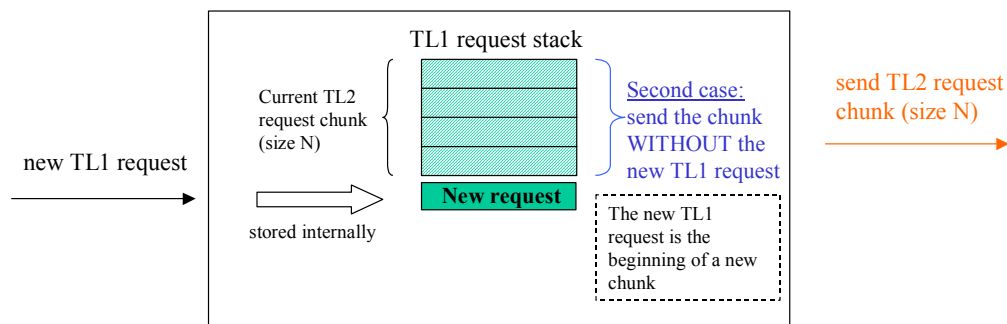 TL1 request stack
new TL1 request
Current TL2
request chunk
(size N)
stored internally
New request
Second case:
send the chunk
WITHOUT the
new TL1 request
The new TL1
request is the
beginning of a new
chunk
send TL2 request
chunk (size N)